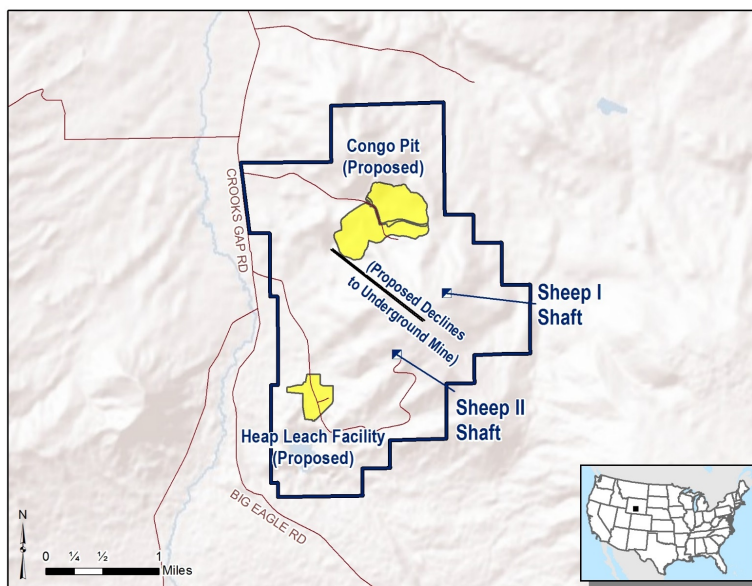 Congo Pit
(Proposed)
CROOKS GAP RD
(Proposed Declines
to Underground Mine)
Sheep I
Shaft
Sheep II
Shaft
Heap Leach Facility
(Proposed)
BIG EAGLE RD
N
0 ¼ ½ 1
Miles